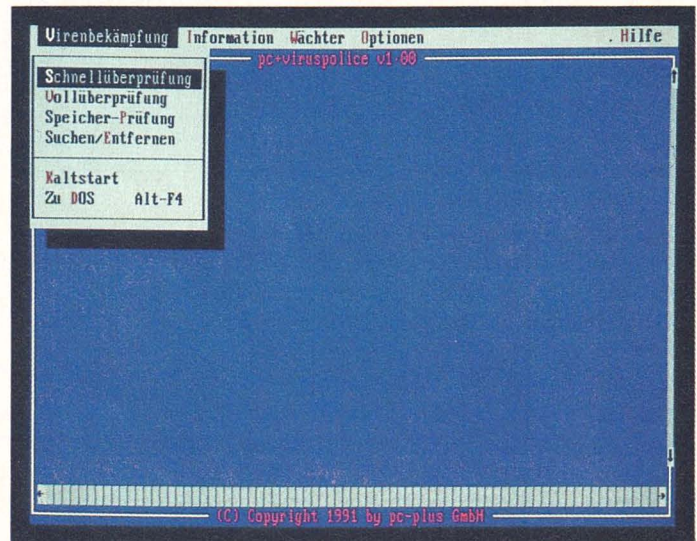 Virenbekämpfung Information Wächter Optionen . Hilfe
pc+viruspolice v1.00
Schnellüberprüfung
Vollüberprüfung
Speicher-Prüfung
Suchen/Entfernen
Kaltstart
Zu DOS Alt-F4
(C) Copyright 1991 by pc-plus GmbH